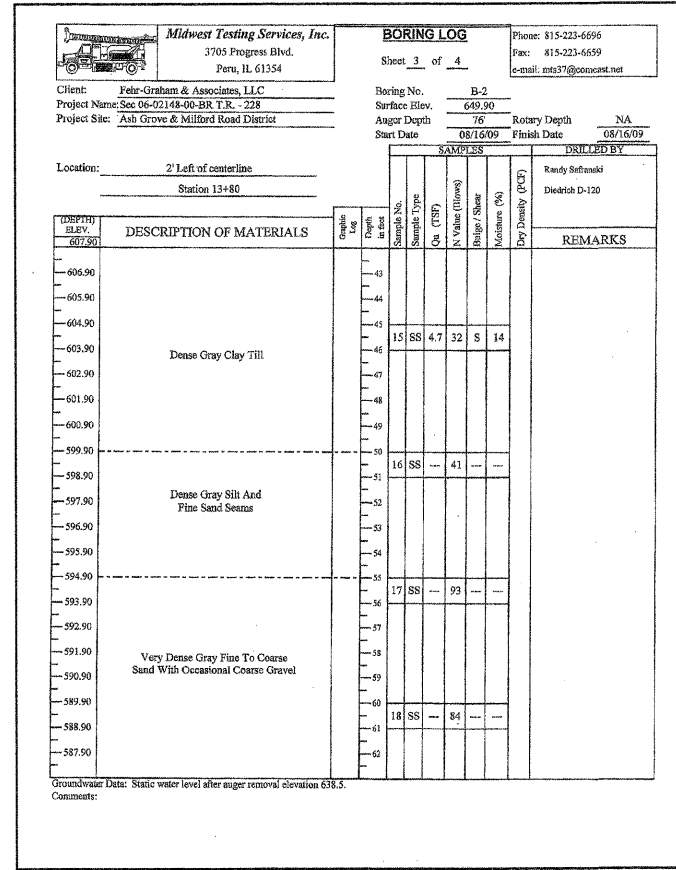 Midwest Testing Services, Inc.
3705 Progress Blvd.
Peru, IL 61354
BORING LOG
Sheet 3 of 4
Phone: 815-223-6696
Fax: 815-223-6659
e-mail: mts37@comcast.net
Client: Fehr-Graham & Associates, LLC
Project Name: Sec 06-02148-00-BR T.R. - 228
Project Site: Ash Grove & Milford Road District
Boring No. B-2
Surface Elev. 649.90
Augor Depth 76' Rotary Depth NA
Start Date 08/16/09 Finish Date 08/16/09
SAMPLES
DRILLED BY
Location: 2' Left of centerline
Station 13+80
Randy Safranski
Diedrich D-120
(DEPTH)
ELEV.
607.90
DESCRIPTION OF MATERIALS
Graphic Log
Depth in feet
Sample No.
Sample Type
Qu (TSF)
N Value (Blows)
Bulge / Shear
Moisture (%)
Dry Density (PCF)
REMARKS
606.90 43
605.90 44
604.90 45
15 SS 4.7 32 S 14
603.90 46
Dense Gray Clay Till
602.90 47
601.90 48
600.90 49
599.90 50
16 SS --- 41 --- ---
598.90 51
Dense Gray Silt And
597.90 52
Fine Sand Seams
596.90 53
595.90 54
594.90 55
17 SS --- 93 --- ---
593.90 56
592.90 57
591.90 58
Very Dense Gray Fine To Coarse
Sand With Occasional Coarse Gravel
590.90 59
589.90 60
18 SS --- 84 --- ---
588.90 61
587.90 62
Groundwater Data: Static water level after auger removal elevation 638.5.
Comments: